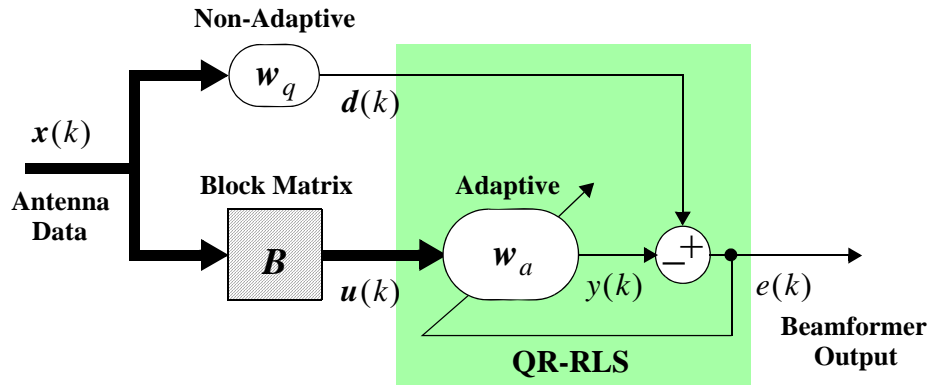 Non-Adaptive
w_q
d(k)
x(k)
Antenna
Data
Block Matrix
B
u(k)
Adaptive
w_a
y(k)
− +
e(k)
Beamformer
Output
QR-RLS